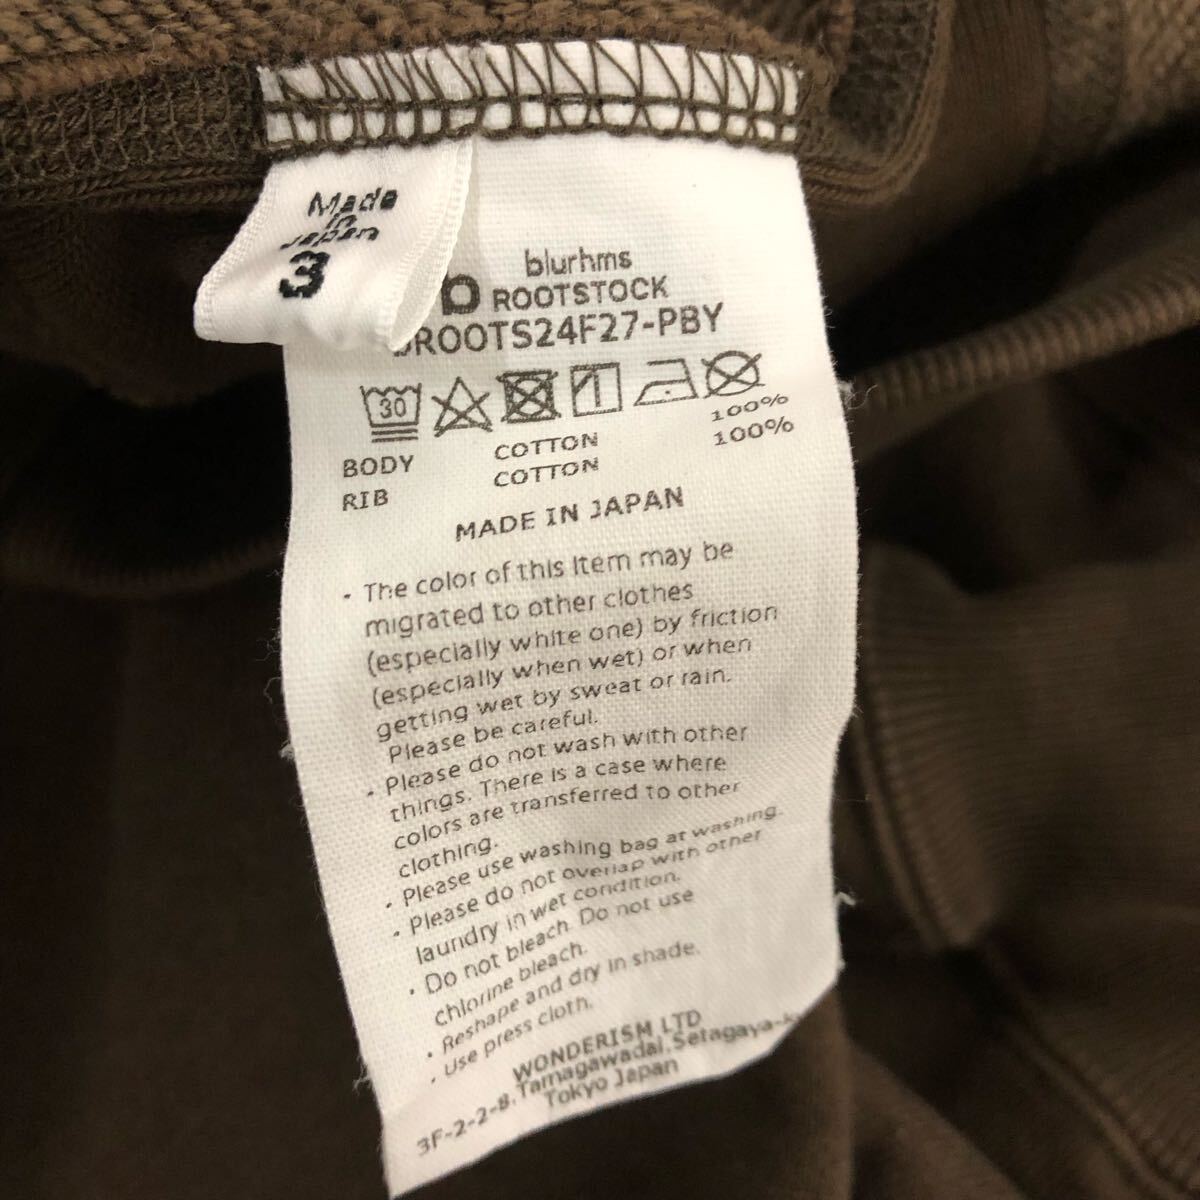 Made
in
Japan
3
blurhms
ROOTSTOCK
ROOTS24F27-PBY
30
BODY COTTON 100%
RIB COTTON 100%
MADE IN JAPAN
· The color of this item may be
migrated to other clothes
(especially white one) by friction
(especially when wet) or when
getting wet by sweat or rain.
Please be careful.
· Please do not wash with other
things. There is a case where
colors are transferred to other
clothing.
· Please use washing bag at washing.
· Please do not overlap with other
laundry in wet condition.
· Do not bleach. Do not use
chlorine bleach.
· Reshape and dry in shade.
· Use press cloth.
WONDERISM LTD
3F-2-2-8,Tamagawadai,Setagaya-k
Tokyo Japan